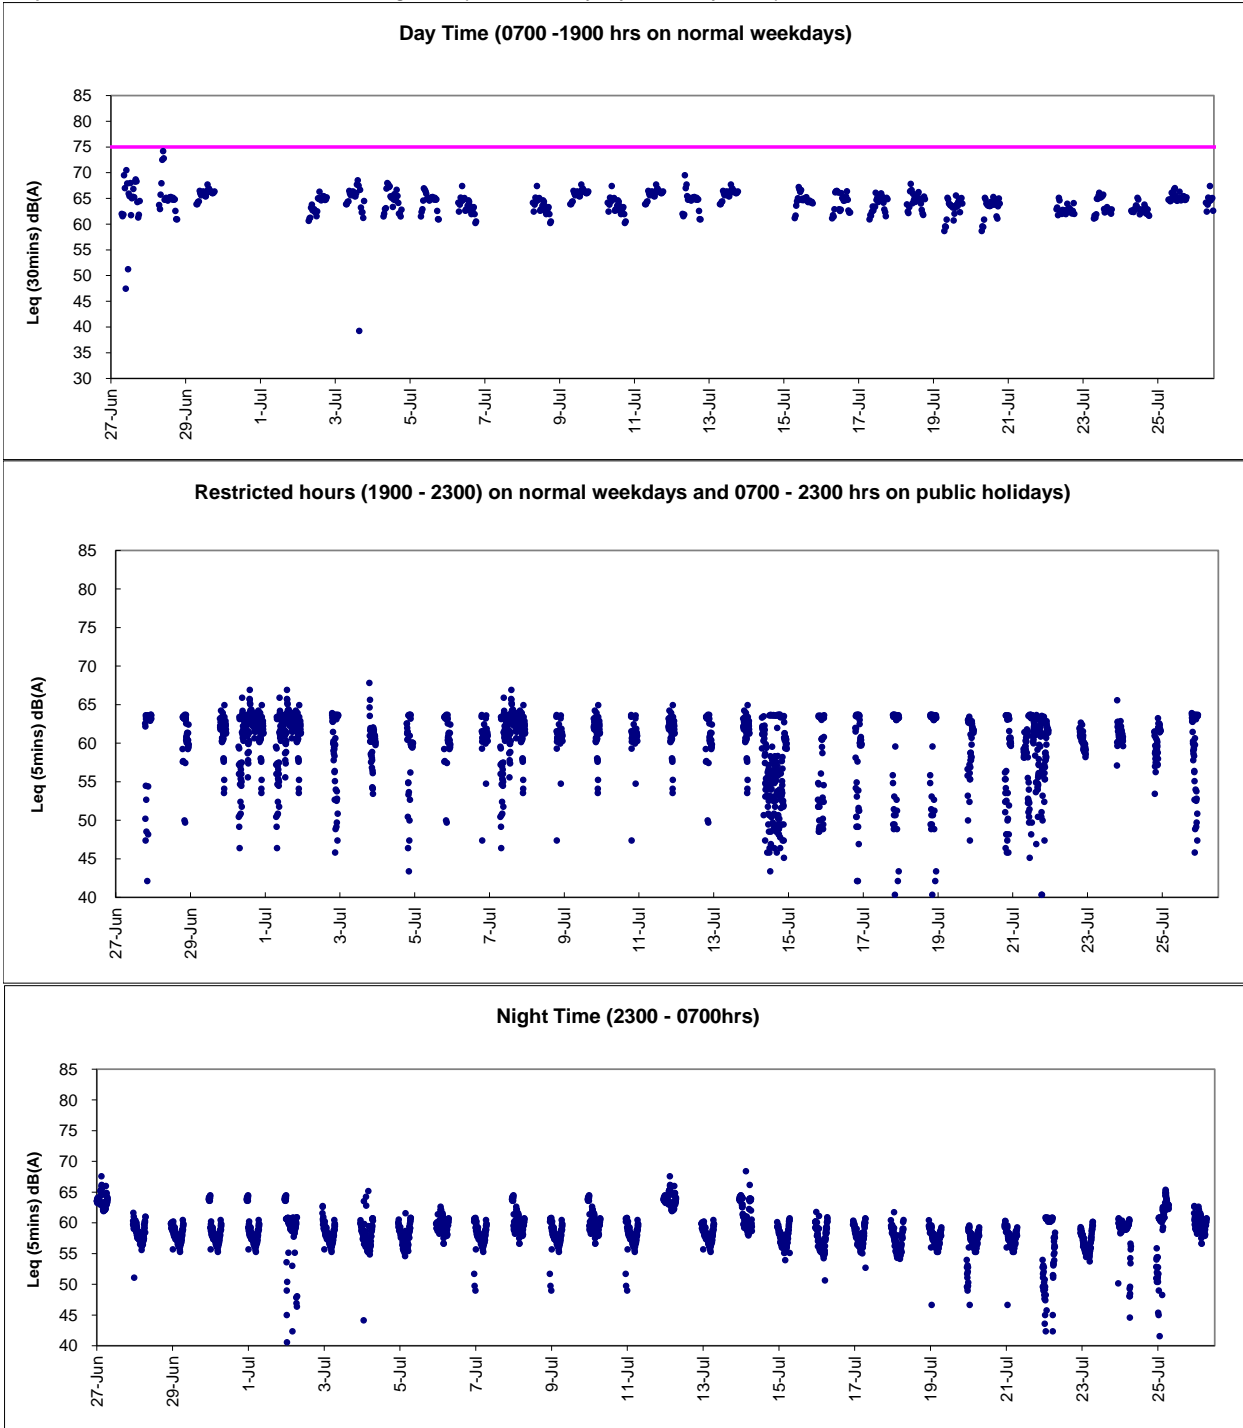 Day Time (0700 -1900 hrs on normal weekdays)
Leq (30mins) dB(A)
85
80
75
70
65
60
55
50
45
40
35
30
27-Jun
29-Jun
1-Jul
3-Jul
5-Jul
7-Jul
9-Jul
11-Jul
13-Jul
15-Jul
17-Jul
19-Jul
21-Jul
23-Jul
25-Jul
Restricted hours (1900 - 2300) on normal weekdays and 0700 - 2300 hrs on public holidays)
Leq (5mins) dB(A)
85
80
75
70
65
60
55
50
45
40
27-Jun
29-Jun
1-Jul
3-Jul
5-Jul
7-Jul
9-Jul
11-Jul
13-Jul
15-Jul
17-Jul
19-Jul
21-Jul
23-Jul
25-Jul
Night Time (2300 - 0700hrs)
Leq (5mins) dB(A)
85
80
75
70
65
60
55
50
45
40
27-Jun
29-Jun
1-Jul
3-Jul
5-Jul
7-Jul
9-Jul
11-Jul
13-Jul
15-Jul
17-Jul
19-Jul
21-Jul
23-Jul
25-Jul